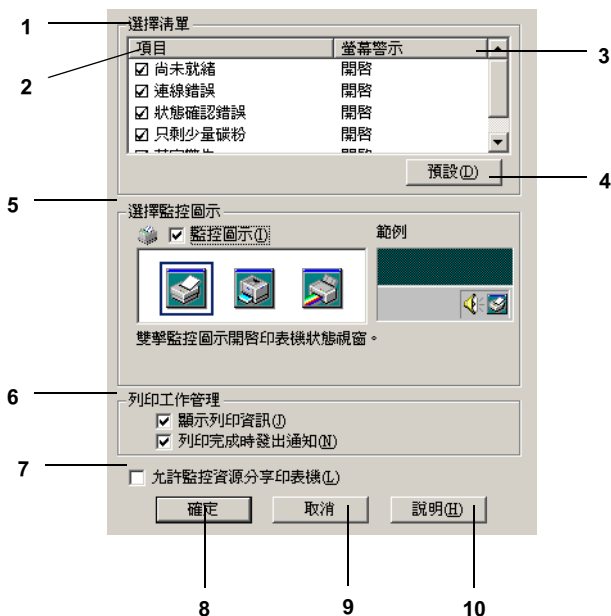 1
選擇清單
項目 螢幕警示
2
3
尚未就緒 開啓
連線錯誤 開啓
狀態確認錯誤 開啓
只剩少量碳粉 開啓
預設(D)
4
5
選擇監控圖示
監控圖示(I)
範例
雙擊監控圖示開啓印表機狀態視窗。
6
列印工作管理
顯示列印資訊(J)
列印完成時發出通知(N)
7
允許監控資源分享印表機(L)
確定 取消 說明(H)
8 9 10